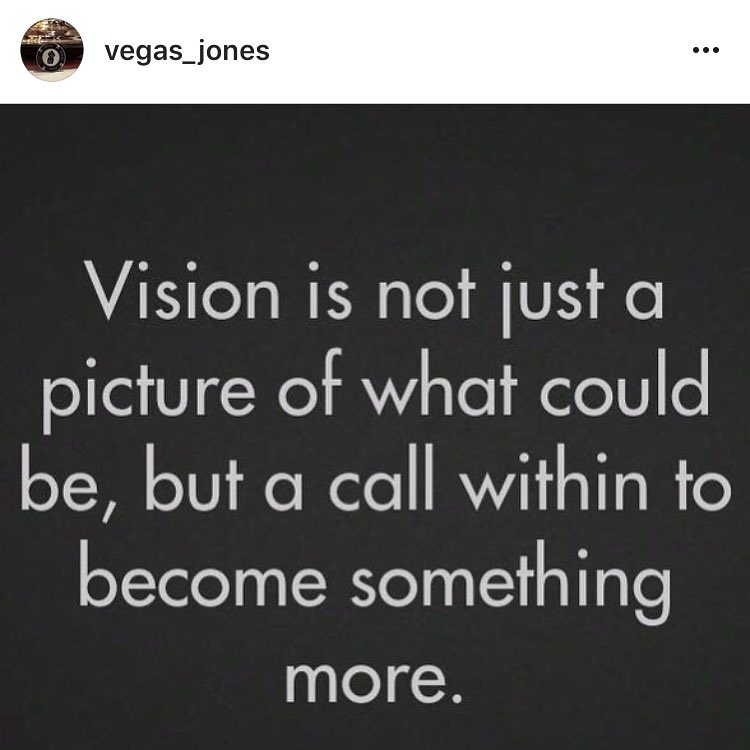 vegas_jones
Vision is not just a
picture of what could
be, but a call within to
become something
more.